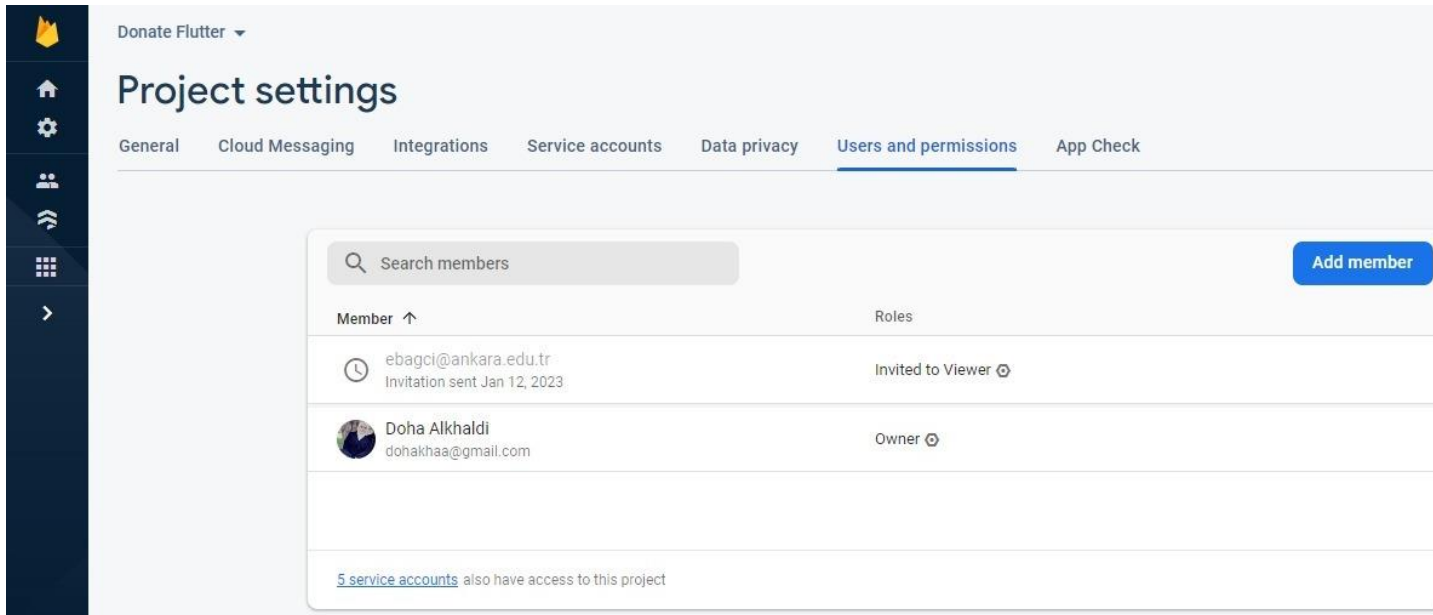 Donate Flutter
Project settings
General Cloud Messaging Integrations Service accounts Data privacy Users and permissions App Check
Search members
Add member
Member Roles
ebagci@ankara.edu.tr
Invitation sent Jan 12, 2023
Invited to Viewer
Doha Alkhaldi
dohakhaa@gmail.com
Owner
5 service accounts also have access to this project